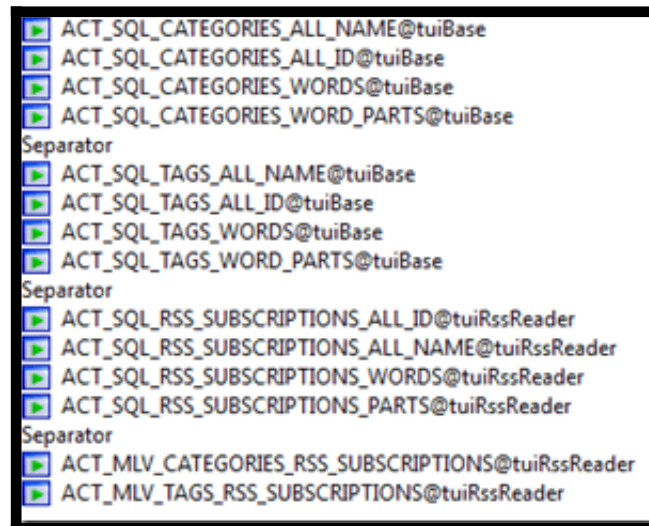 ACT_SQL_CATEGORIES_ALL_NAME@tuiBase
ACT_SQL_CATEGORIES_ALL_ID@tuiBase
ACT_SQL_CATEGORIES_WORDS@tuiBase
ACT_SQL_CATEGORIES_WORD_PARTS@tuiBase
Separator
ACT_SQL_TAGS_ALL_NAME@tuiBase
ACT_SQL_TAGS_ALL_ID@tuiBase
ACT_SQL_TAGS_WORDS@tuiBase
ACT_SQL_TAGS_WORD_PARTS@tuiBase
Separator
ACT_SQL_RSS_SUBSCRIPTIONS_ALL_ID@tuiRssReader
ACT_SQL_RSS_SUBSCRIPTIONS_ALL_NAME@tuiRssReader
ACT_SQL_RSS_SUBSCRIPTIONS_WORDS@tuiRssReader
ACT_SQL_RSS_SUBSCRIPTIONS_PARTS@tuiRssReader
Separator
ACT_MLV_CATEGORIES_RSS_SUBSCRIPTIONS@tuiRssReader
ACT_MLV_TAGS_RSS_SUBSCRIPTIONS@tuiRssReader